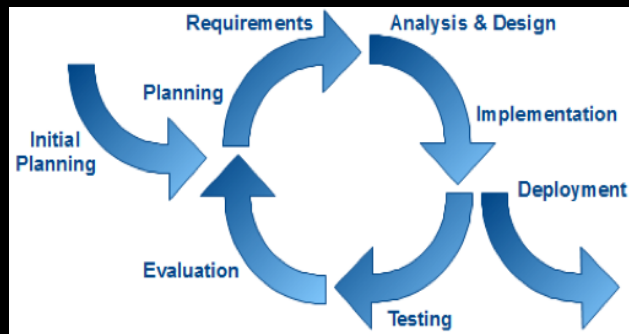 Requirements
Analysis & Design
Planning
Implementation
Initial
Planning
Deployment
Evaluation
Testing